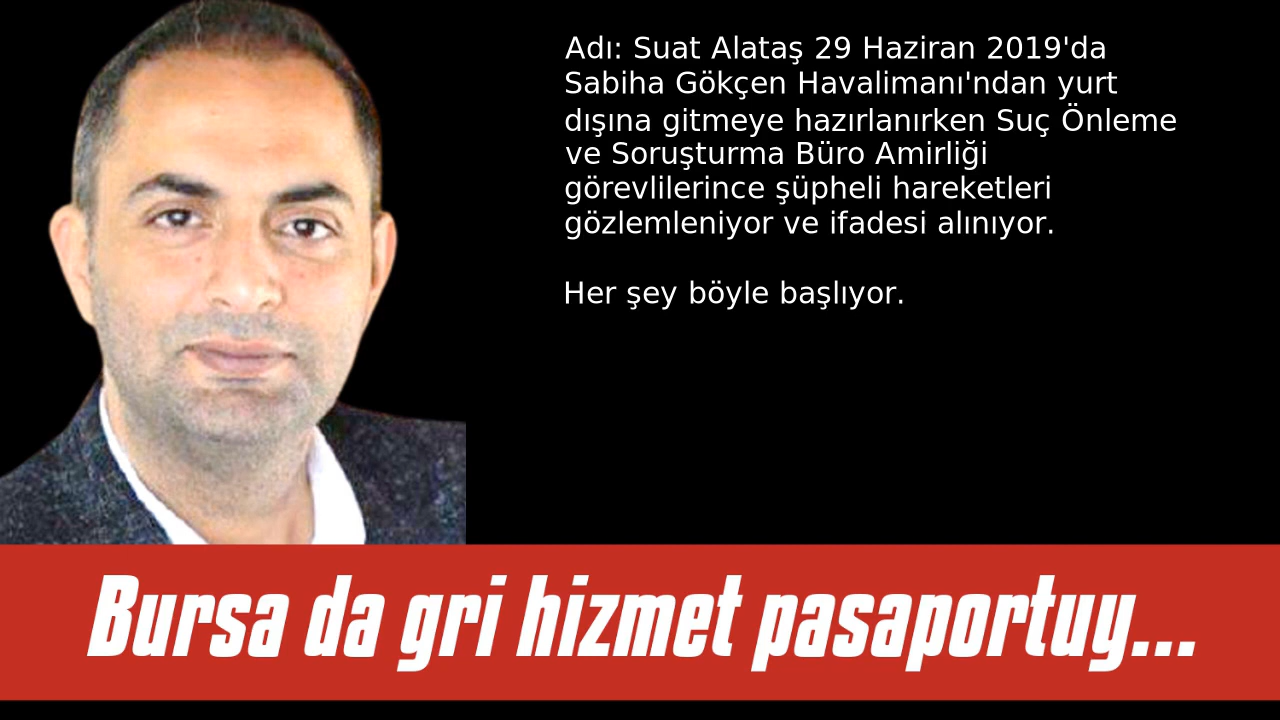 Adı: Suat Alataş 29 Haziran 2019'da
Sabiha Gökçen Havalimanı'ndan yurt
dışına gitmeye hazırlanırken Suç Önleme
ve Soruşturma Büro Amirliği
görevlilerince şüpheli hareketleri
gözlemleniyor ve ifadesi alınıyor.
Her şey böyle başlıyor.
Bursa da gri hizmet pasaportuy...